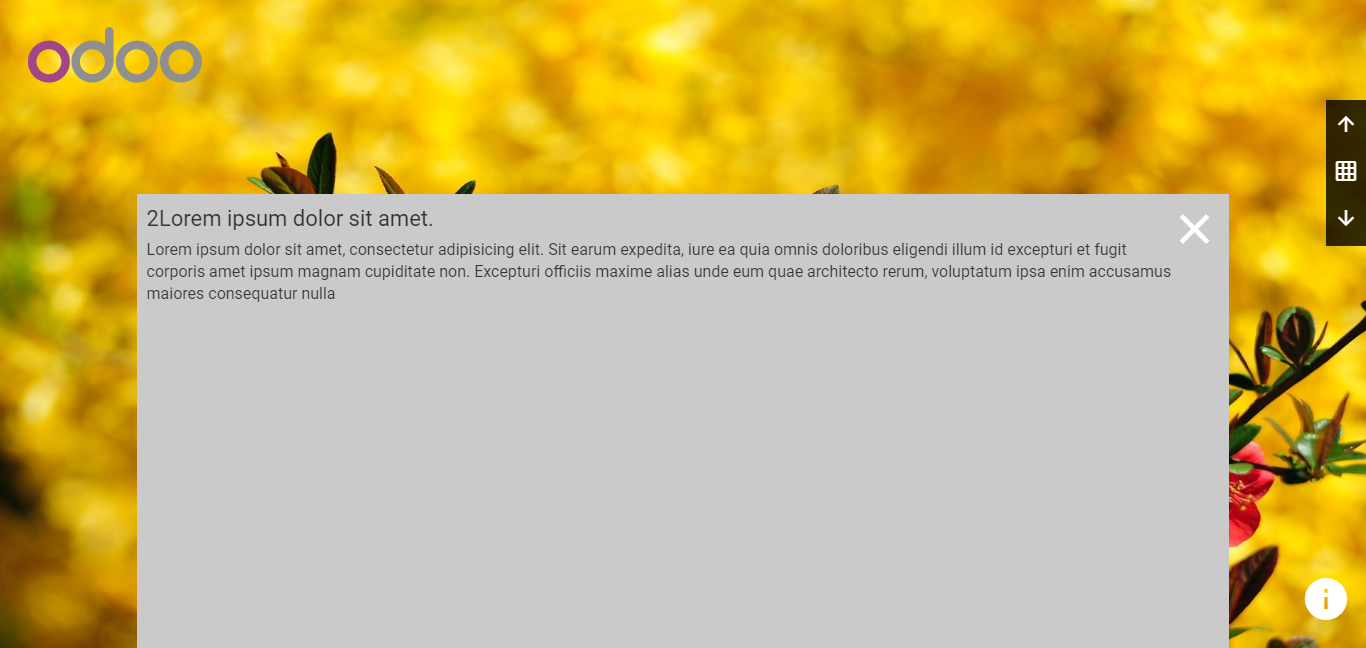 odoo
2Lorem ipsum dolor sit amet.
Lorem ipsum dolor sit amet, consectetur adipisicing elit. Sit earum expedita, iure ea quia omnis doloribus eligendi illum id excepturi et fugit
corporis amet ipsum magnam cupiditate non. Excepturi officiis maxime alias unde eum quae architecto rerum, voluptatum ipsa enim accusamus
maiores consequatur nulla